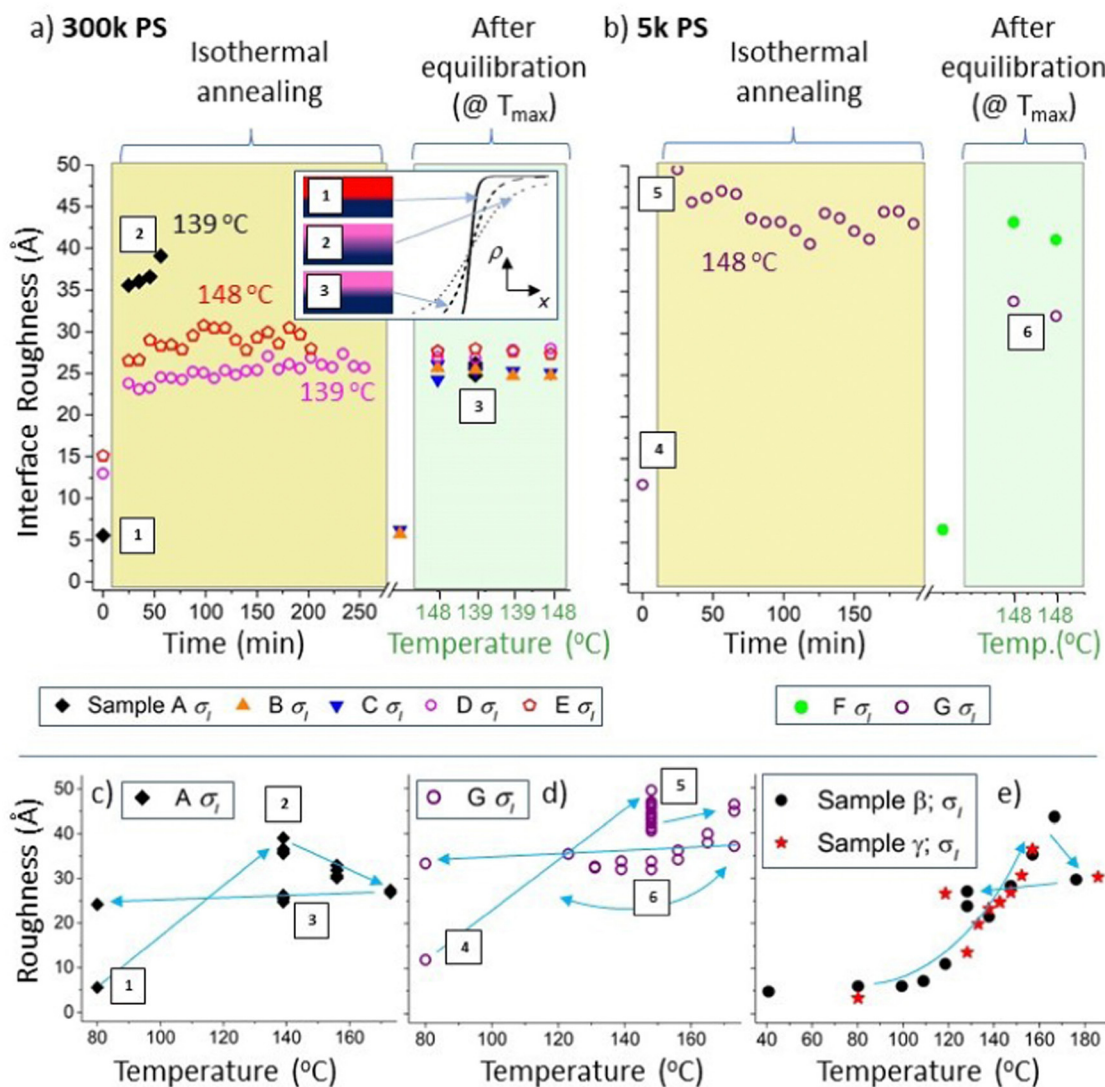 a) 300k PS
Isothermal
annealing
After
equilibration
(@ Tmax)
b) 5k PS
Isothermal
annealing
After
equilibration
(@ Tmax)
Interface Roughness (Å)
50
45
40
35
30
25
20
15
10
5
0
2
139 °C
148 °C
139 °C
1
1
2
3
ρ
x
3
5
148 °C
4
6
0
50
100
150
200
250
Time (min)
148
139
139
148
Temperature (°C)
0
50
100
150
Time (min)
148
148
Temp.(°C)
Sample A σI
B σI
C σI
D σI
E σI
F σI
G σI
Roughness (Å)
50
40
30
20
10
0
c)
A σI
2
3
1
80
100
120
140
160
Temperature (°C)
G σI
d)
5
6
4
80
100
120
140
160
Temperature (°C)
Sample β; σI
Sample γ; σI
e)
40
60
80
100
120
140
160
180
Temperature (°C)